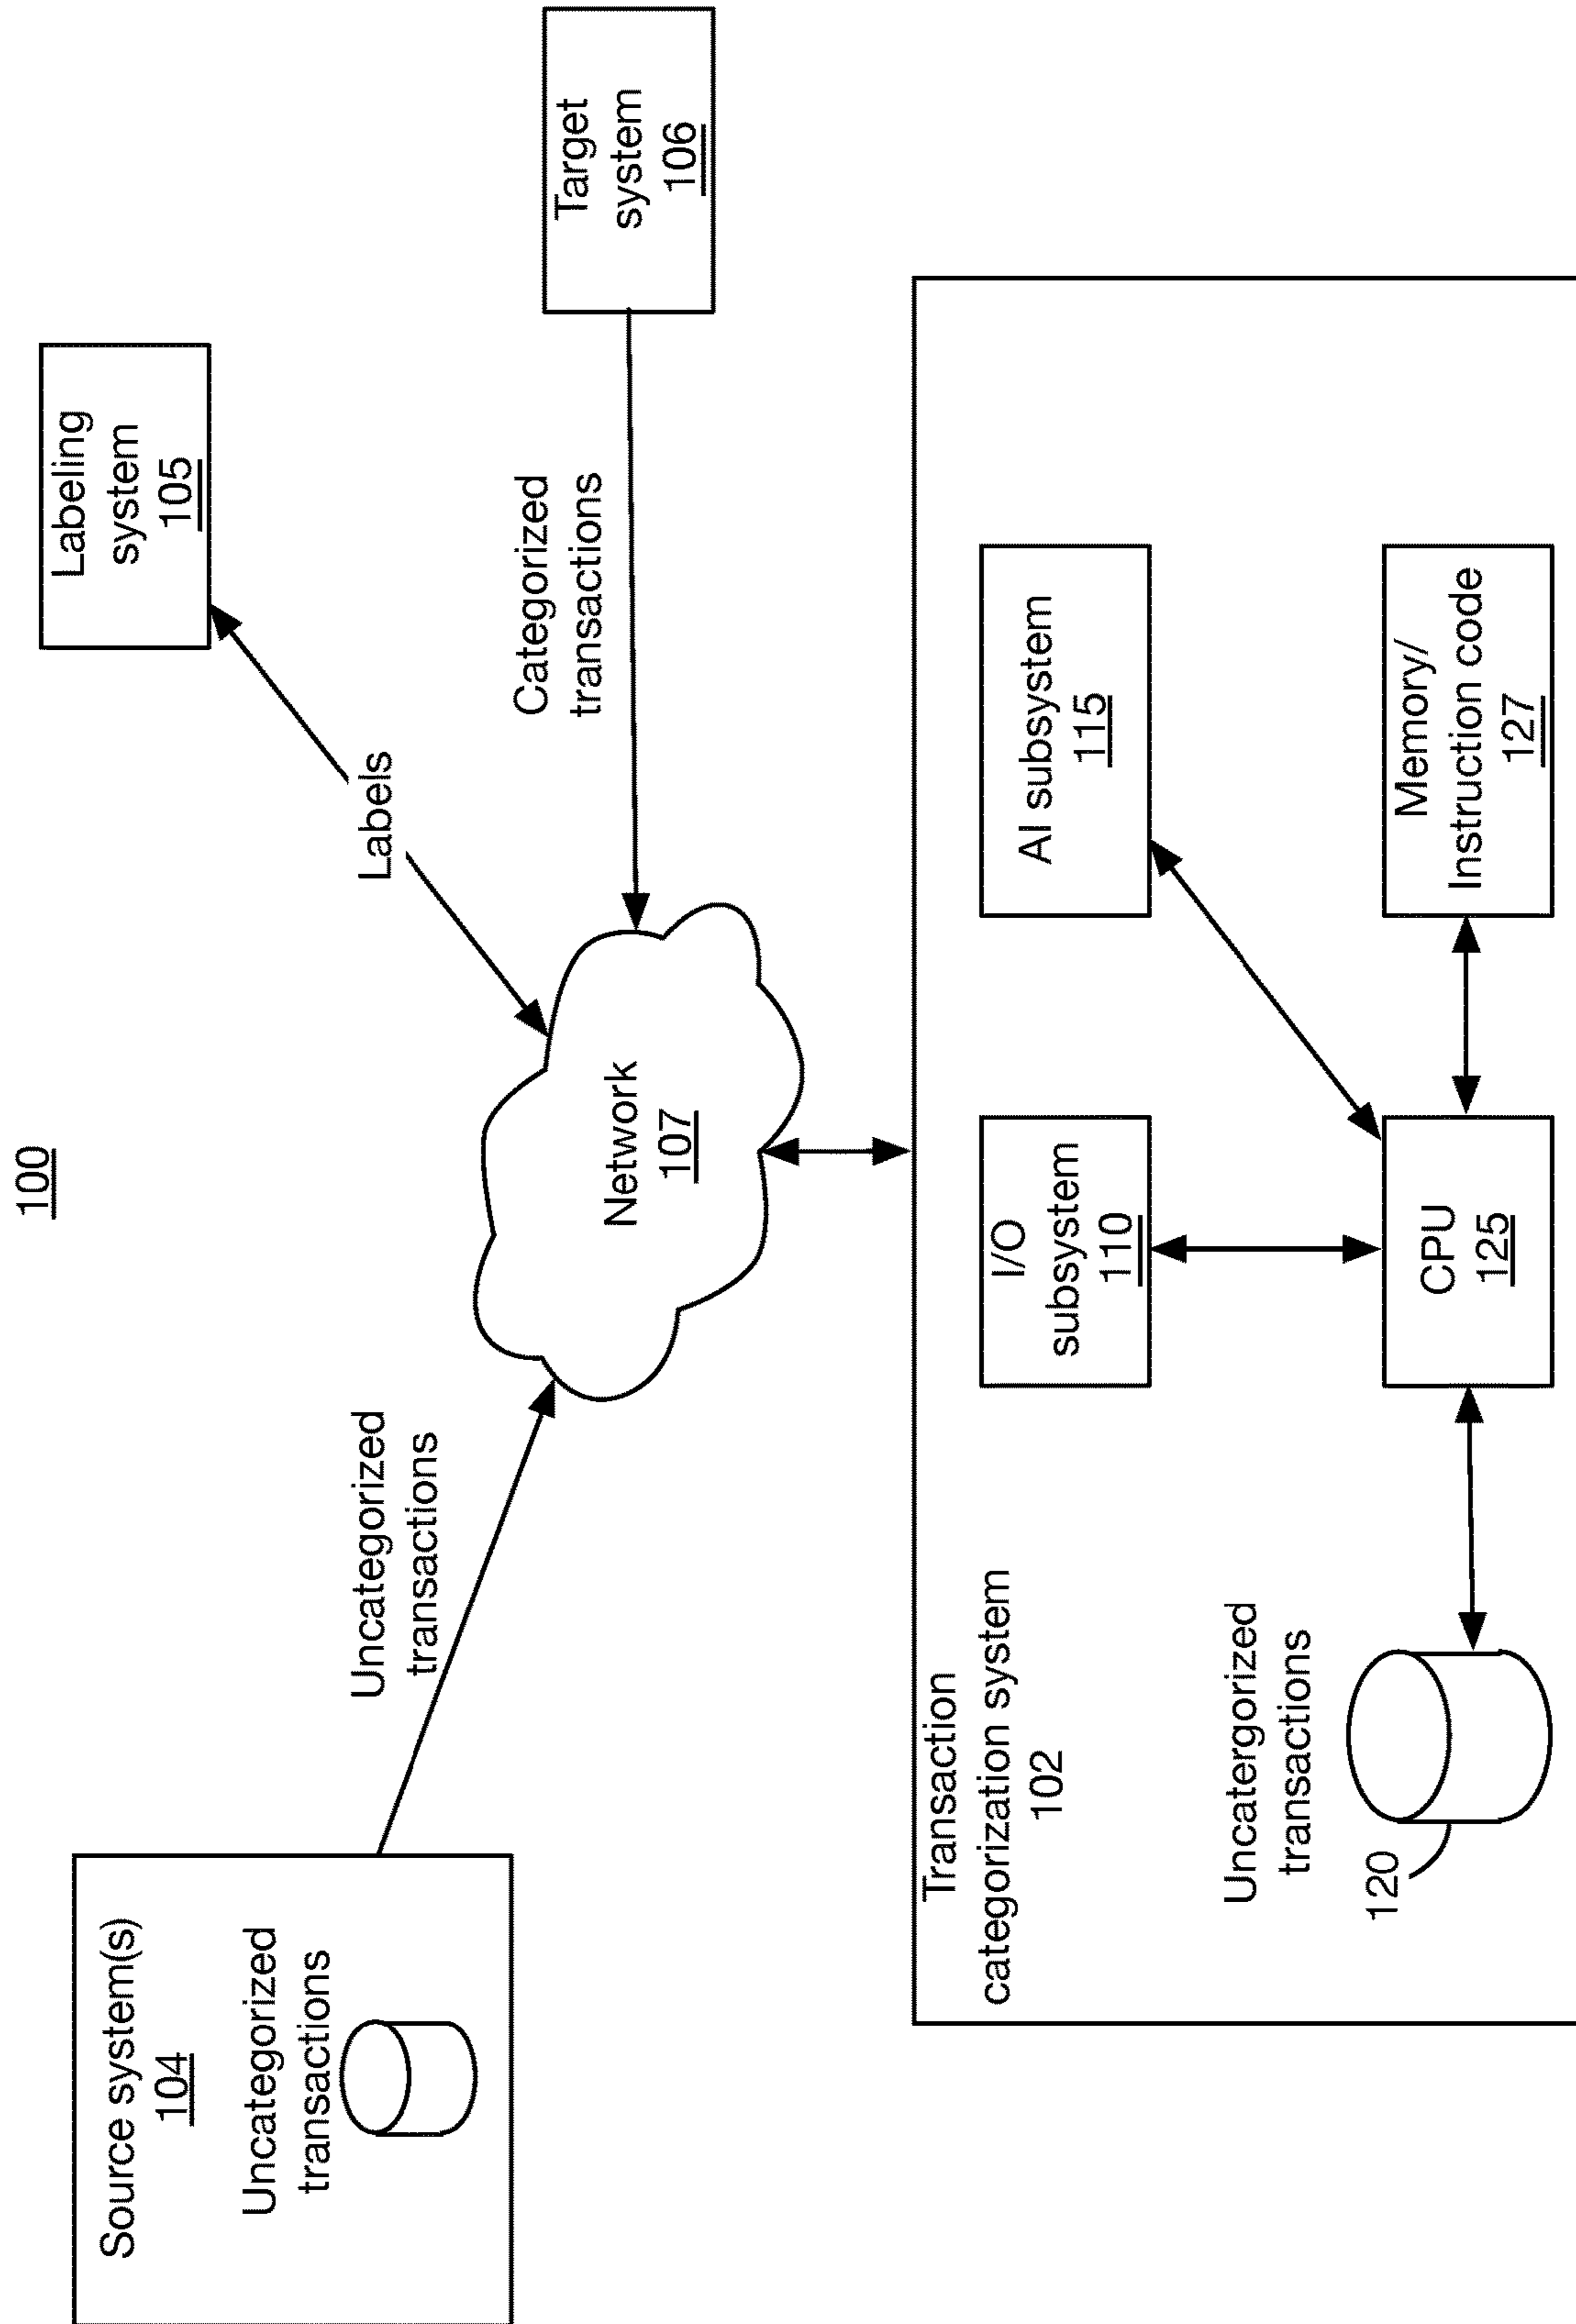 100
Source system(s)
104
Uncategorized
transactions
Uncategorized
transactions
Labels
Labeling
system
105
Network
107
Categorized
transactions
Target
system
106
Transaction
categorization system
102
I/O
subsystem
110
AI subsystem
115
Uncatergorized
transactions
120
CPU
125
Memory/
Instruction code
127